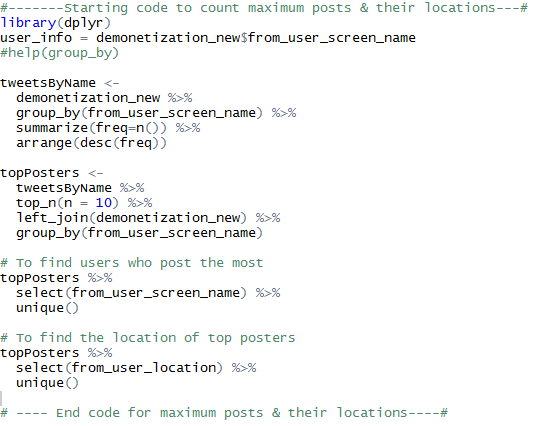 #-------Starting code to count maximum posts & their locations---#
library(dplyr)
user_info = demonetization_new$from_user_screen_name
#help(group_by)

tweetsByName <-
  demonetization_new %>%
  group_by(from_user_screen_name) %>%
  summarize(freq=n()) %>%
  arrange(desc(freq))

topPosters <-
  tweetsByName %>%
  top_n(n = 10) %>%
  left_join(demonetization_new) %>%
  group_by(from_user_screen_name)

# To find users who post the most
topPosters %>%
  select(from_user_screen_name) %>%
  unique()

# To find the location of top posters
topPosters %>%
  select(from_user_location) %>%
  unique()

# ---- End code for maximum posts & their locations----#